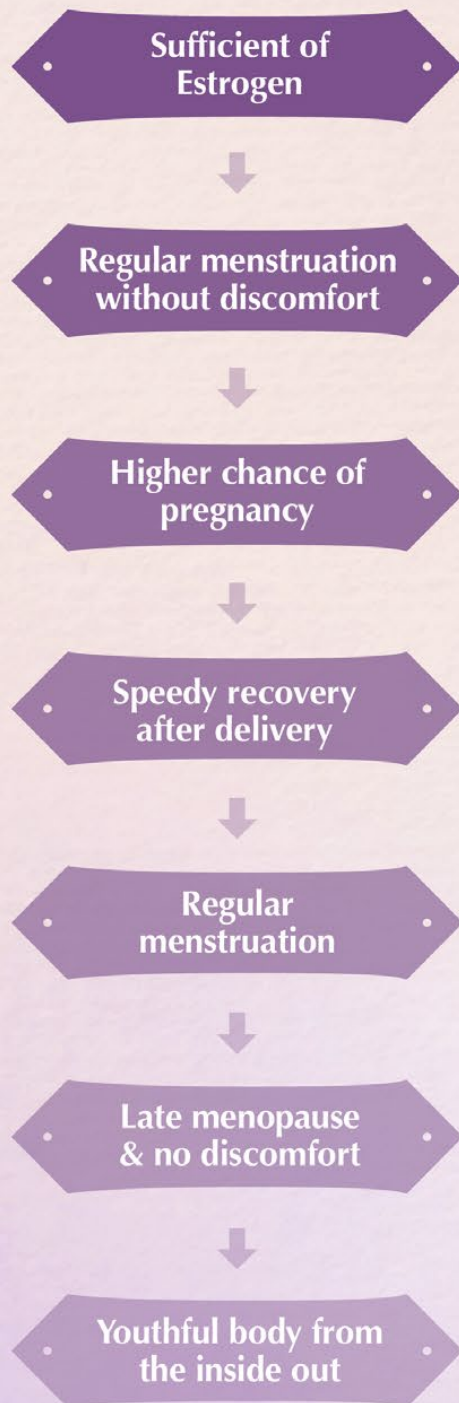 Sufficient of
Estrogen
Regular menstruation
without discomfort
Higher chance of
pregnancy
Speedy recovery
after delivery
Regular
menstruation
Late menopause
& no discomfort
Youthful body from
the inside out